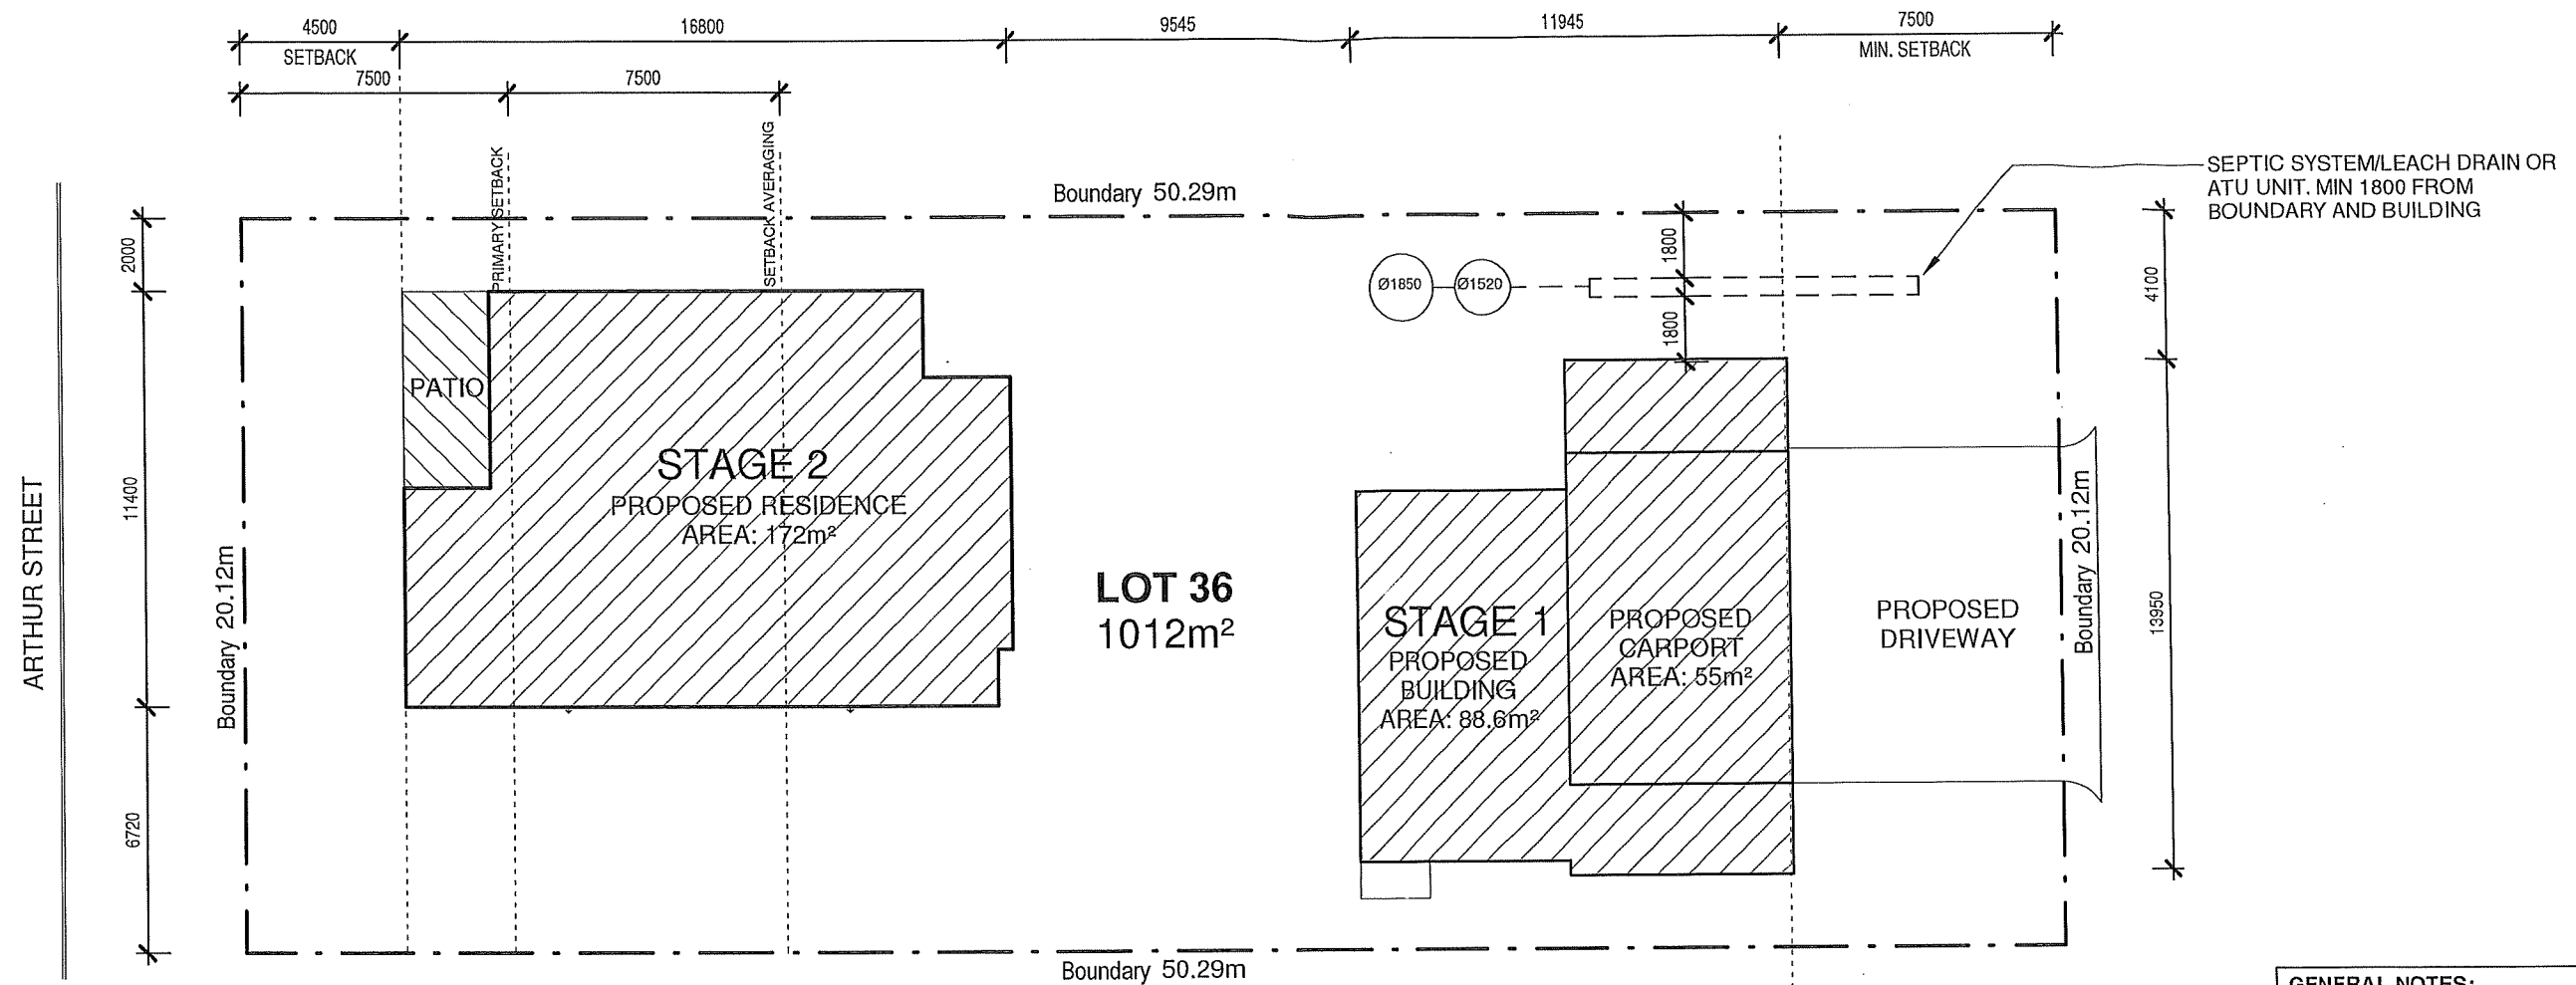 4500
16800
9545
11945
7500
SETBACK
MIN. SETBACK
7500
7500
PRIMARY SETBACK
SETBACK AVERAGING
SEPTIC SYSTEM/LEACH DRAIN OR
ATU UNIT. MIN 1800 FROM
BOUNDARY AND BUILDING
Boundary 50.29m
2000
1800
4100
Ø1850
Ø1520
1800
PATIO
STAGE 2
PROPOSED RESIDENCE
AREA: 172m²
ARTHUR STREET
11400
Boundary 20.12m
LOT 36
1012m²
STAGE 1
PROPOSED
BUILDING
AREA: 88.6m²
PROPOSED
CARPORT
AREA: 55m²
PROPOSED
DRIVEWAY
Boundary 20.12m
13950
6720
Boundary 50.29m
GENERAL NOTES: